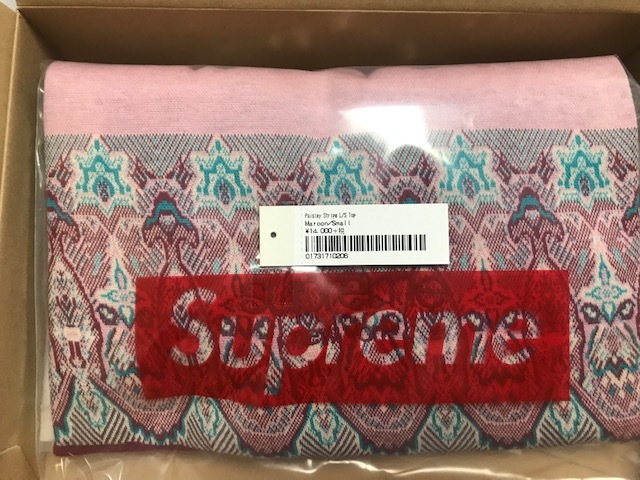 Paisley Stripe L/S Top
Maroon/Small
¥14,000+税
01731710206
Supreme